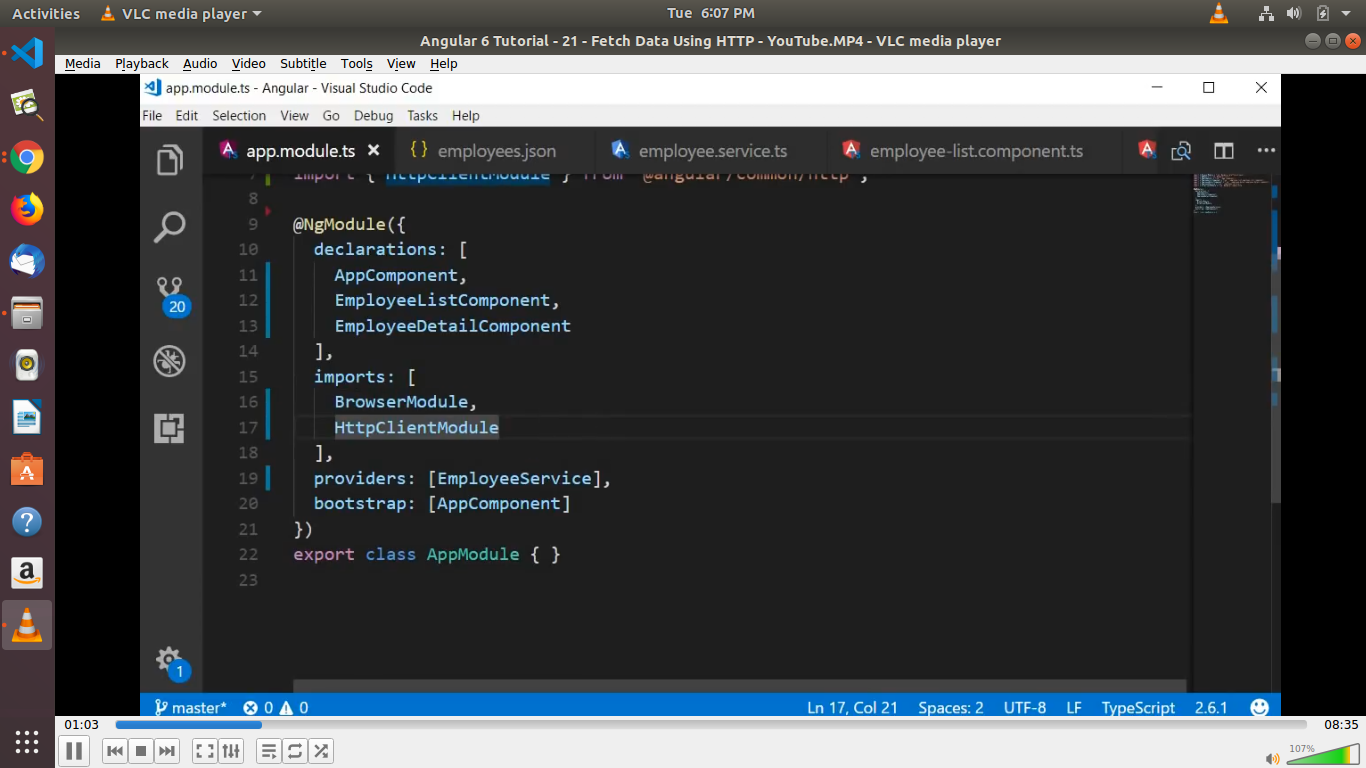 Activities VLC media player Tue 6:07 PM
Angular 6 Tutorial - 21 - Fetch Data Using HTTP - YouTube.MP4 - VLC media player
Media Playback Audio Video Subtitle Tools View Help
app.module.ts - Angular - Visual Studio Code
File Edit Selection View Go Debug Tasks Help
app.module.ts employees.json employee.service.ts employee-list.component.ts
7 import { HttpClientModule } from '@angular/common/http';
8
9 @NgModule({
10 declarations: [
11 AppComponent,
12 EmployeeListComponent,
13 EmployeeDetailComponent
14 ],
15 imports: [
16 BrowserModule,
17 HttpClientModule
18 ],
19 providers: [EmployeeService],
20 bootstrap: [AppComponent]
21 })
22 export class AppModule { }
23
20
1
master* 0 0 Ln 17, Col 21 Spaces: 2 UTF-8 LF TypeScript 2.6.1
01:03 08:35
107%